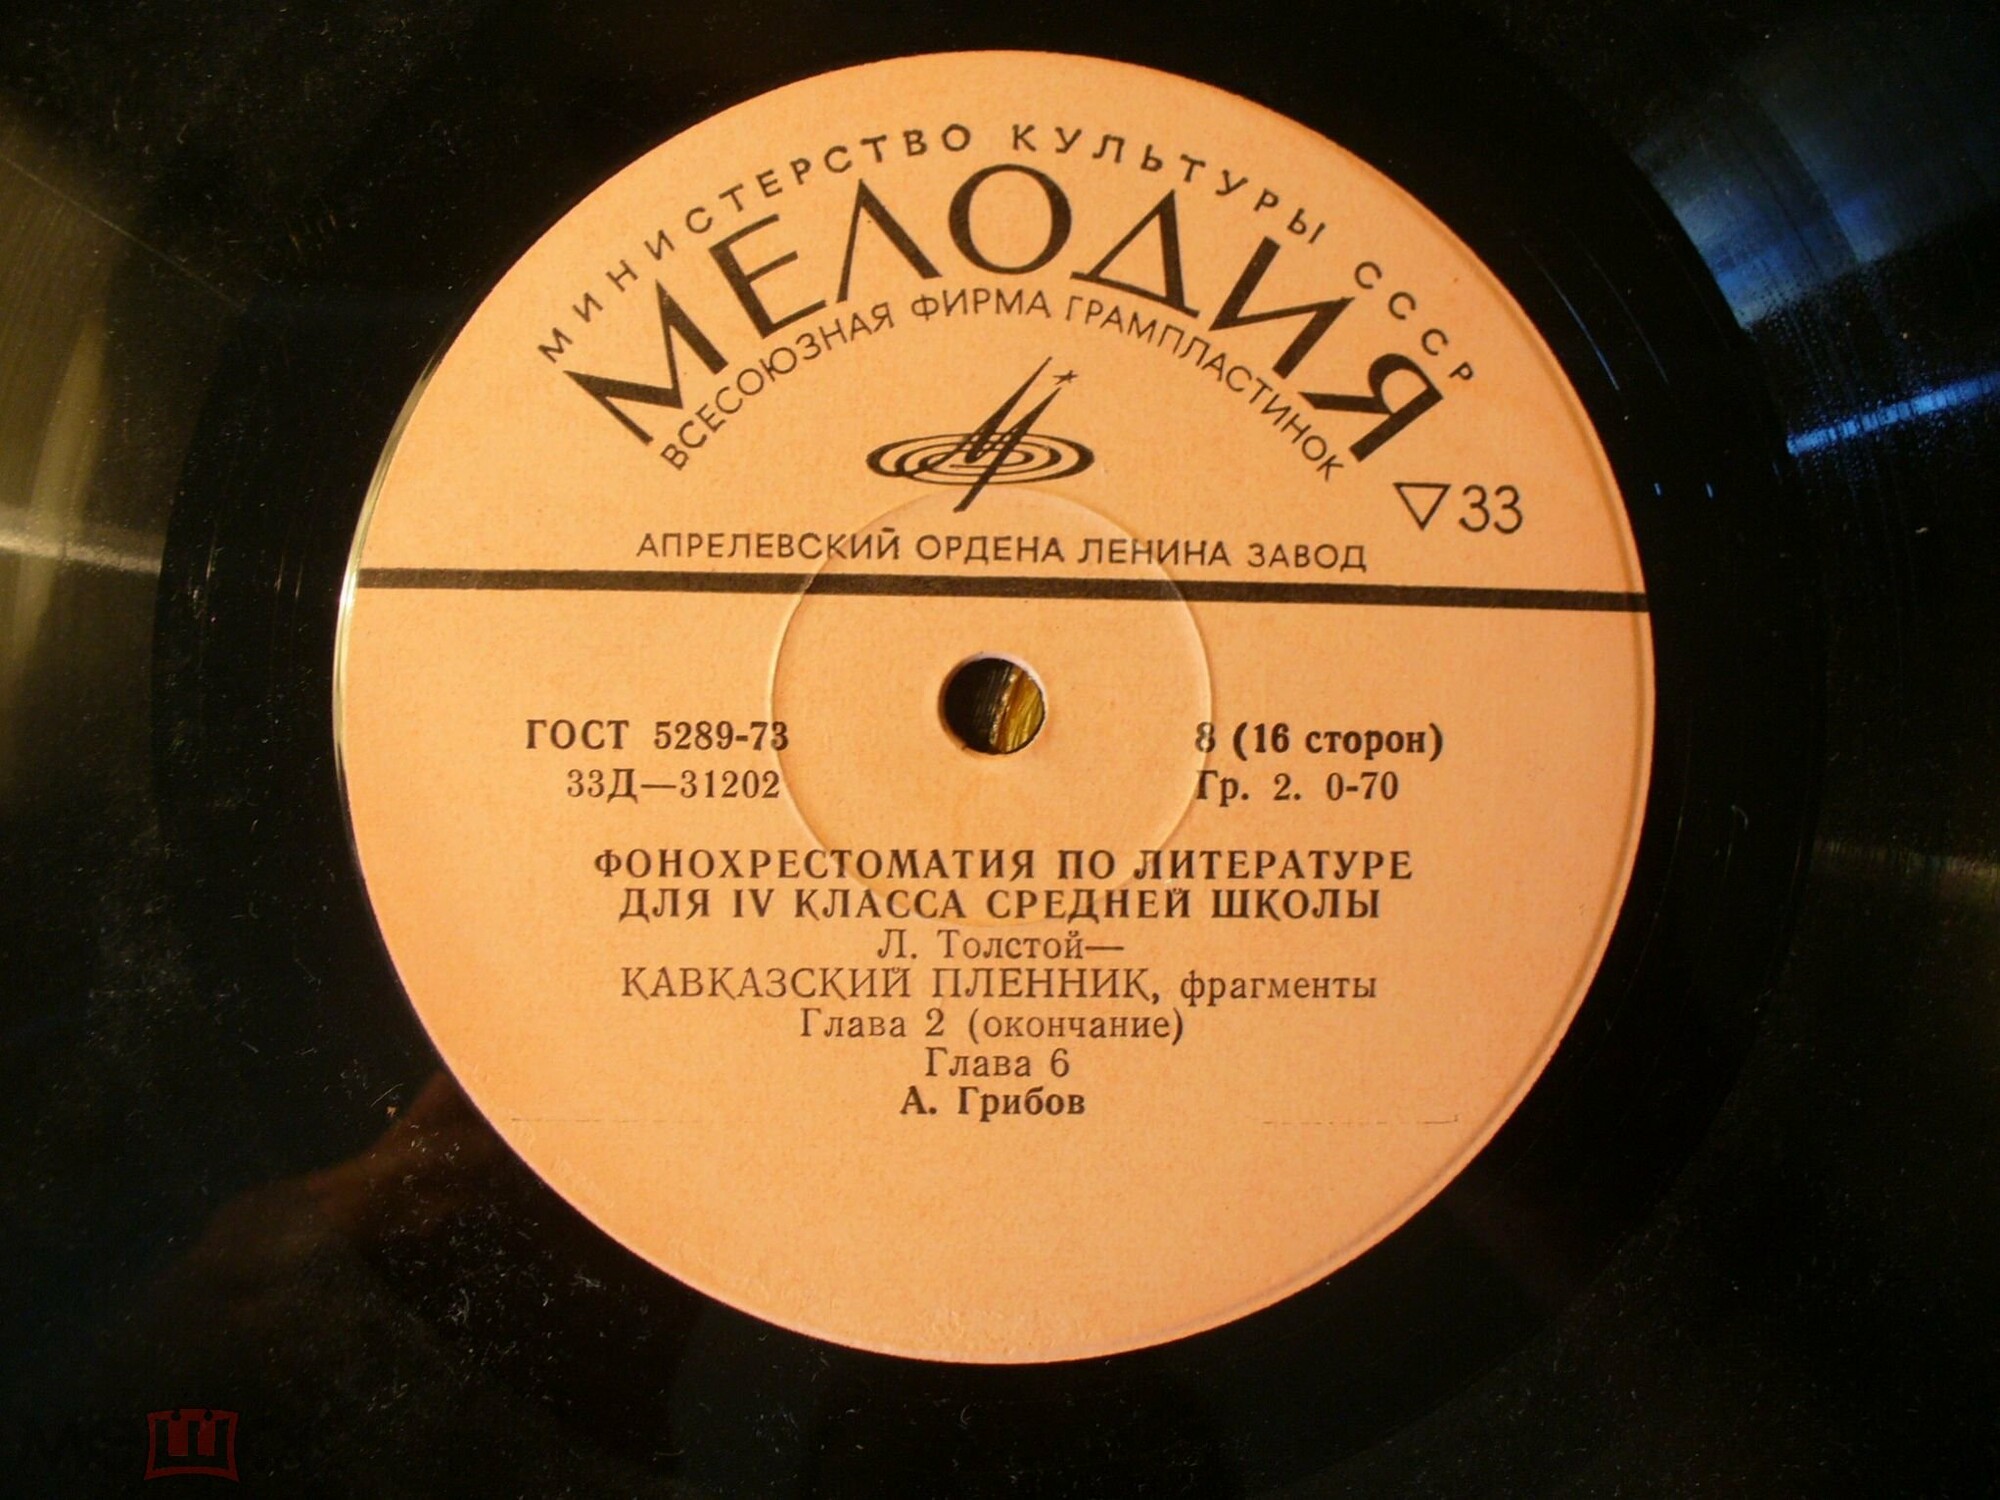 МИНИСТЕРСТВО КУЛЬТУРЫ СССР
МЕЛОДИЯ
ВСЕСОЮЗНАЯ ФИРМА ГРАМПЛАСТИНОК
▽33
АПРЕЛЕВСКИЙ ОРДЕНА ЛЕНИНА ЗАВОД
ГОСТ 5289-73
8 (16 сторон)
33Д—31202
Гр. 2. 0-70
ФОНОХРЕСТОМАТИЯ ПО ЛИТЕРАТУРЕ
ДЛЯ IV КЛАССА СРЕДНЕЙ ШКОЛЫ
Л. Толстой—
КАВКАЗСКИЙ ПЛЕННИК, фрагменты
Глава 2 (окончание)
Глава 6
А. Грибов